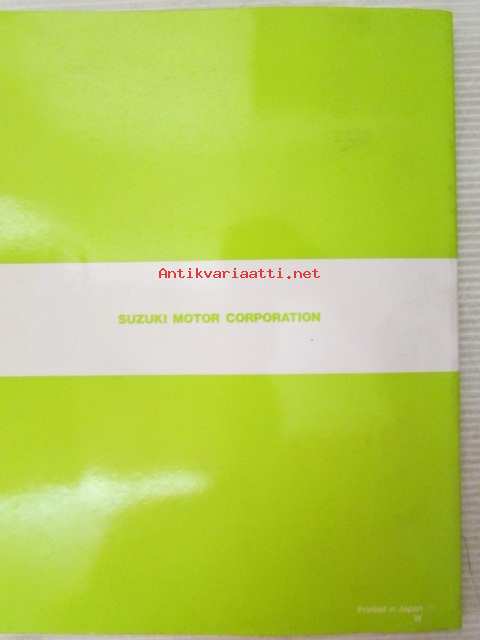 Antikvariaatti.net
SUZUKI MOTOR CORPORATION
Printed in Japan
W